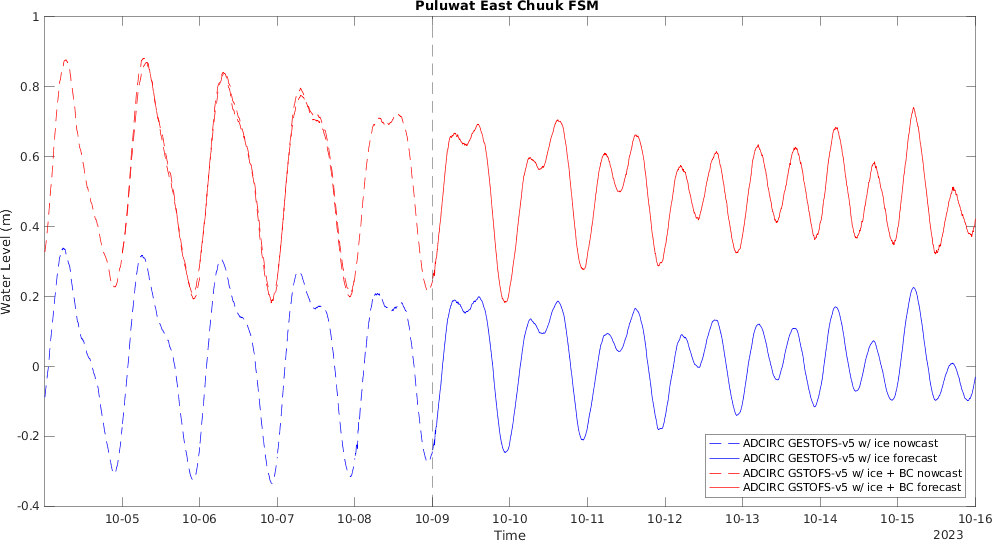 Puluwat East Chuuk FSM
1
0.8
0.6
0.4
0.2
0
-0.2
-0.4
Water Level (m)
ADCIRC GESTOFS-v5 w/ ice nowcast
ADCIRC GESTOFS-v5 w/ ice forecast
ADCIRC GSTOFS-v5 w/ ice + BC nowcast
ADCIRC GSTOFS-v5 w/ ice + BC forecast
10-05 10-06 10-07 10-08 10-09 10-10 10-11 10-12 10-13 10-14 10-15 10-16
Time
2023